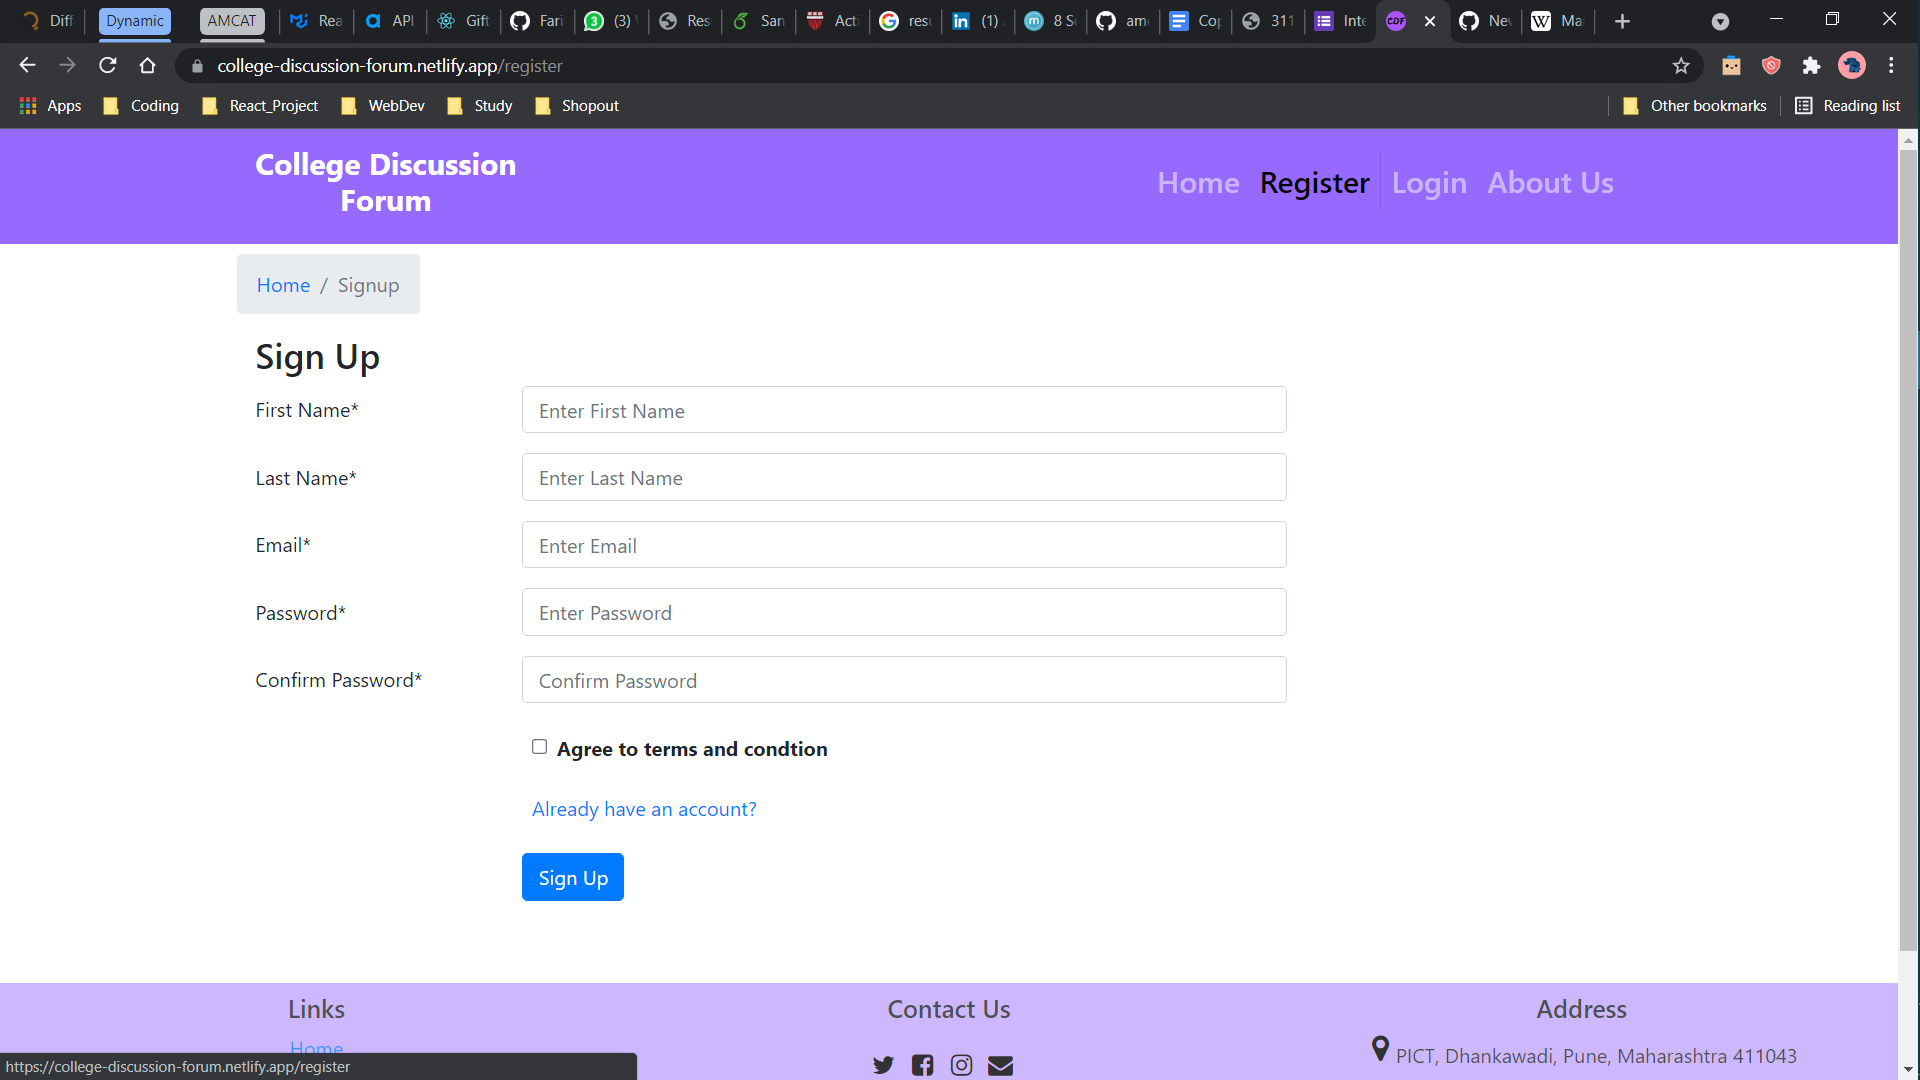 Diff Dynamic AMCAT Rea API Gift Fari (3) Res San Acti resu (1) 8 S am Cop 311 Inte CDF Nev Ma
college-discussion-forum.netlify.app/register
Apps Coding React_Project WebDev Study Shopout Other bookmarks Reading list
College Discussion
Forum
Home Register Login About Us
Home / Signup
Sign Up
First Name* Enter First Name
Last Name* Enter Last Name
Email* Enter Email
Password* Enter Password
Confirm Password* Confirm Password
Agree to terms and condtion
Already have an account?
Sign Up
Links Contact Us Address
Home
PICT, Dhankawadi, Pune, Maharashtra 411043
https://college-discussion-forum.netlify.app/register